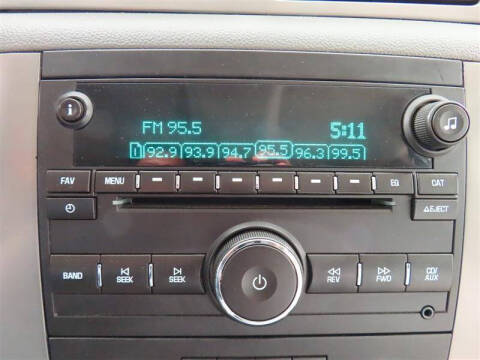 FM 95.5 5:11
1 92.9 93.9 94.7 95.5 96.3 99.5
FAV MENU EQ CAT
EJECT
BAND SEEK SEEK REV FWD CD/AUX